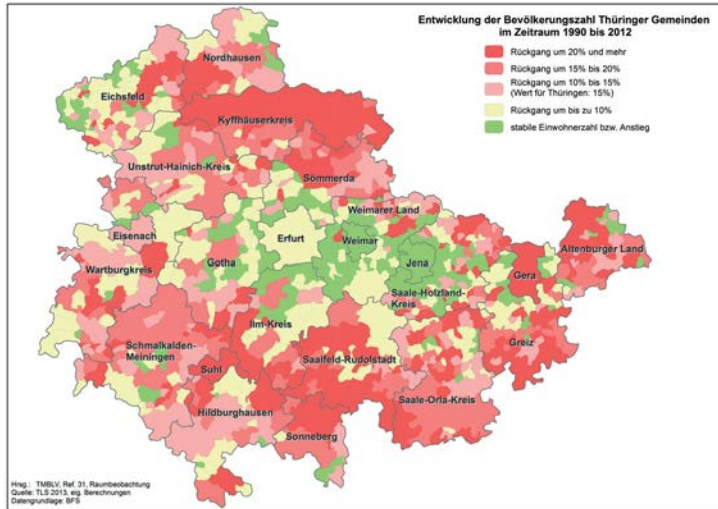 Entwicklung der Bevölkerungszahl Thüringer Gemeinden
im Zeitraum 1990 bis 2012
Rückgang um 20% und mehr
Rückgang um 15% bis 20%
Rückgang um 10% bis 15%
(Wert für Thüringen: 15%)
Rückgang um bis zu 10%
stabile Einwohnerzahl bzw. Anstieg
Nordhausen
Eichsfeld
Kyffhäuserkreis
Unstrut-Hainich-Kreis
Sömmerda
Weimarer Land
Eisenach
Erfurt
Weimar
Altenburger Land
Wartburgkreis
Gotha
Jena
Gera
Saale-Holzland-
Kreis
Ilm-Kreis
Schmalkalden-
Meiningen
Saalfeld-Rudolstadt
Greiz
Suhl
Hildburghausen
Saale-Orla-Kreis
Sonneberg
Hrsg.: TMBLV, Ref. 31, Raumbeobachtung
Quelle: TLS 2013, eig. Berechnungen
Datengrundlage: BFS